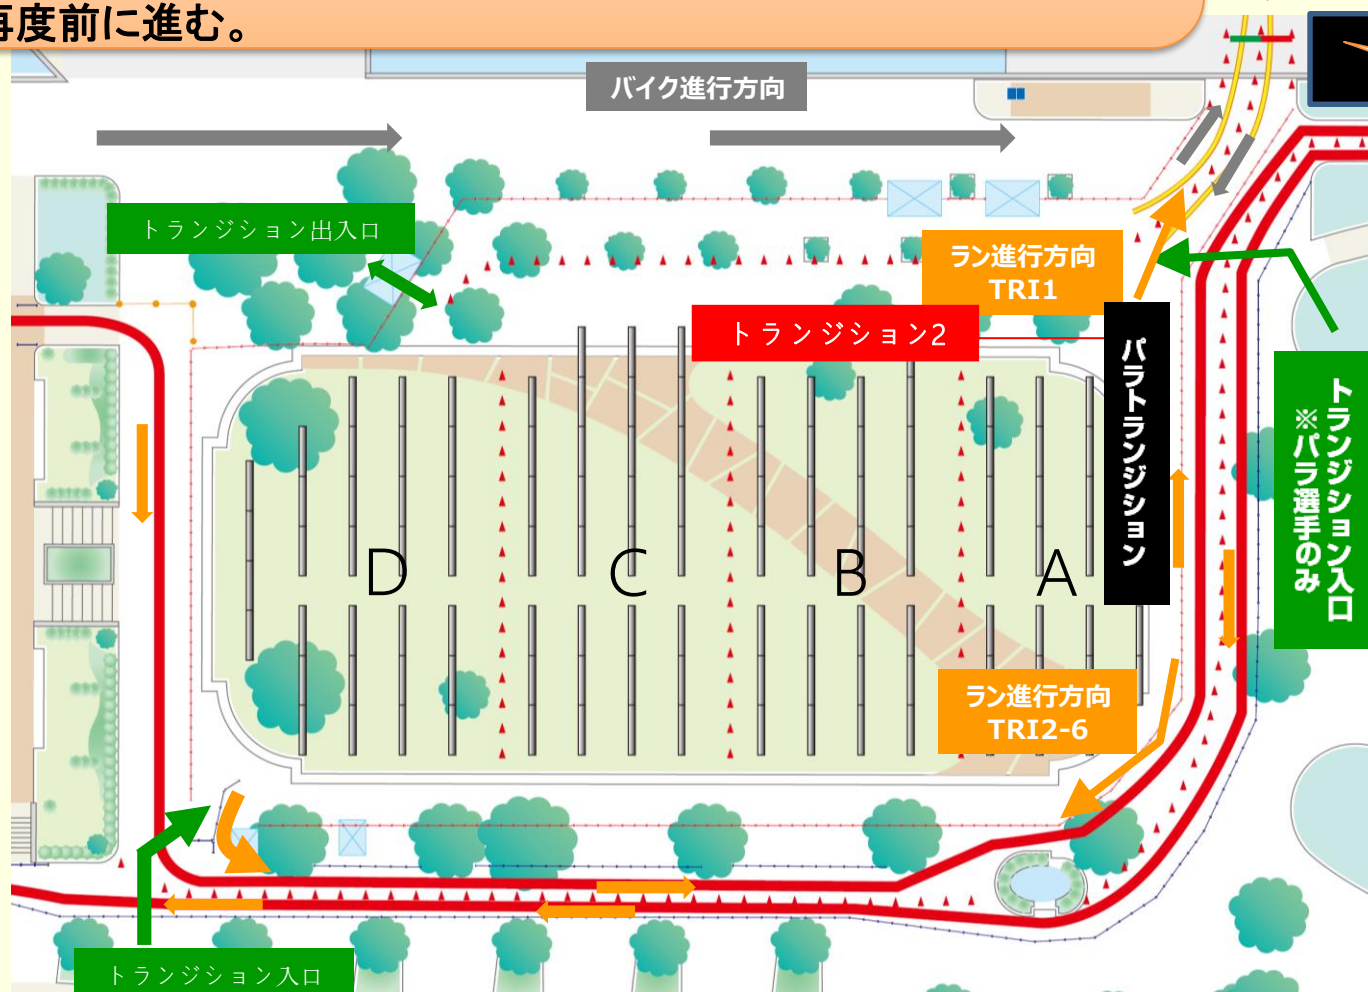 再度前に進む。
バイク進行方向
トランジション出入口
ラン進行方向
TRI1
トランジション2
パラトランジション
トランジション入口
※パラ選手のみ
D
C
B
A
ラン進行方向
TRI2-6
トランジション入口